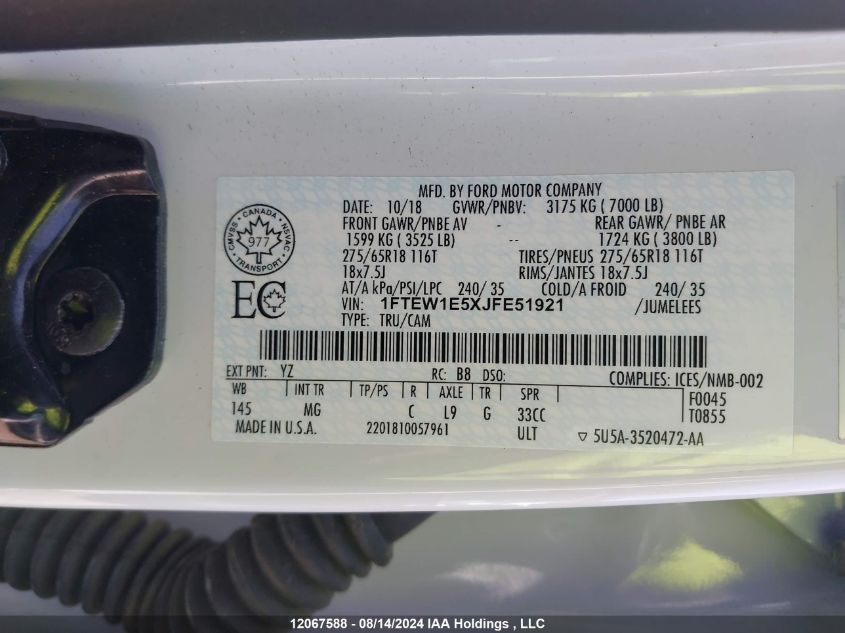 MFD. BY FORD MOTOR COMPANY
DATE: 10/18 GVWR/PNBV: 3175 KG ( 7000 LB)
FRONT GAWR/PNBE AV - REAR GAWR/ PNBE AR
1599 KG ( 3525 LB) -- 1724 KG ( 3800 LB)
275/65R18 116T TIRES/PNEUS 275/65R18 116T
18x7.5J RIMS/JANTES 18x7.5J
AT/A kPa/PSI/LPC 240/ 35 COLD/A FROID 240/ 35
VIN: 1FTEW1E5XJFE51921 /JUMELEES
TYPE: TRU/CAM
CANADA
CMVSS NSVAC
977
TRANSPORT
EC
EXT PNT: YZ RC: B8 DSO: COMPLIES: ICES/NMB-002
WB INT TR TP/PS R AXLE TR SPR F0045
145 MG C L9 G 33CC T0855
MADE IN U.S.A. 2201810057961 ULT ▽ 5U5A-3520472-AA
12067588 - 08/14/2024 IAA Holdings , LLC